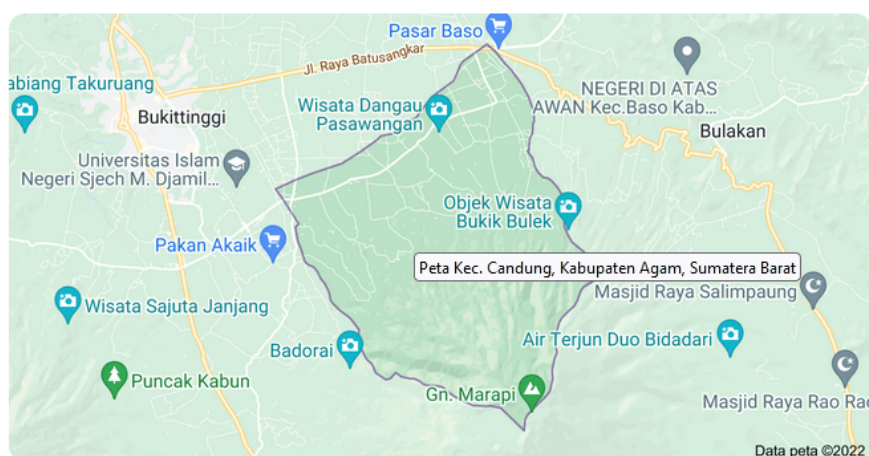 Pasar Baso
Jl. Raya Batusangkar
abiang Takuruang
NEGERI DI ATAS
AWAN Kec.Baso Kab...
Wisata Dangau
Pasawangan
Bukittinggi
Bulakan
Universitas Islam
Negeri Sjech M. Djamil...
Objek Wisata
Bukik Bulek
Pakan Akaik
Peta Kec. Candung, Kabupaten Agam, Sumatera Barat
Masjid Raya Salimpaung
Wisata Sajuta Janjang
Air Terjun Duo Bidadari
Badorai
Puncak Kabun
Gn. Marapi
Masjid Raya Rao Rao
Data peta ©2022